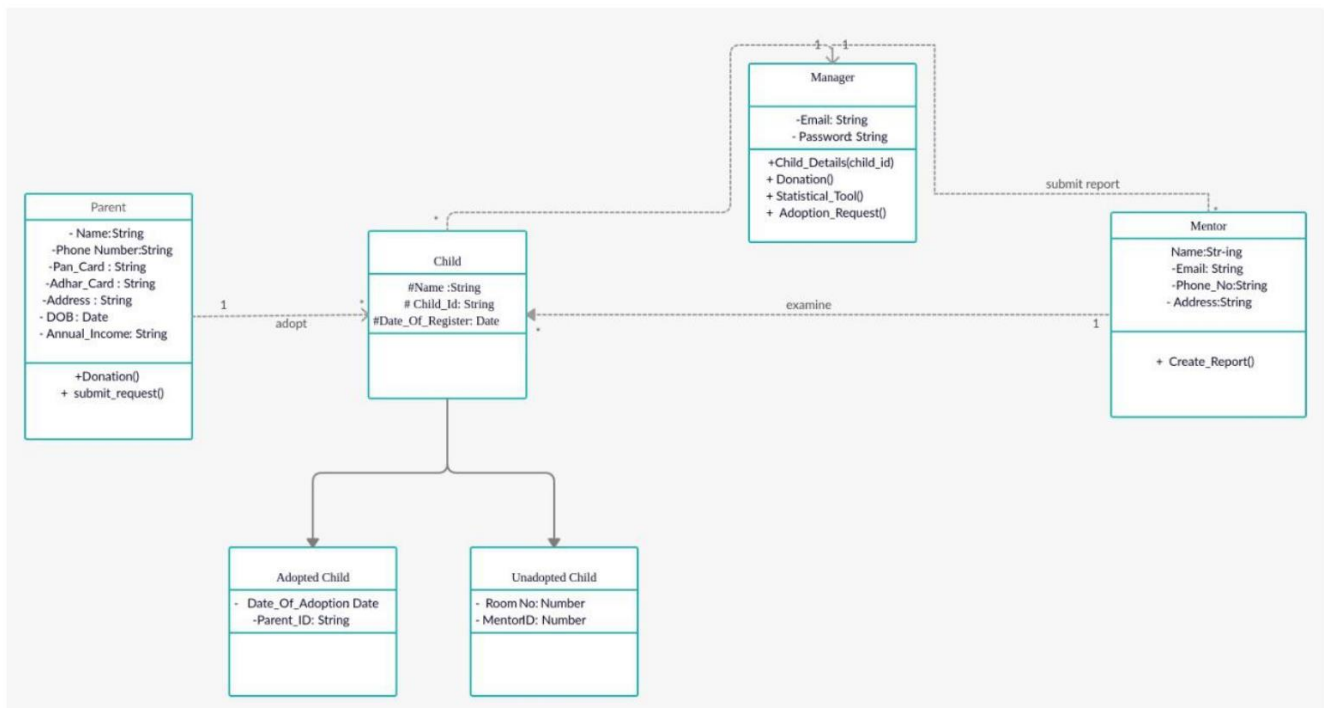 1 1
Manager
-Email: String
- Password: String
+Child_Details(child_id)
+ Donation()
+ Statistical_Tool()
+ Adoption_Request()
submit report
*
*
Parent
- Name:String
-Phone Number:String
-Pan_Card : String
-Adhar_Card : String
-Address : String
- DOB : Date
- Annual_Income: String
+Donation()
+ submit_request()
1
*
adopt
Child
#Name :String
# Child_Id: String
#Date_Of_Register: Date
examine
*
1
Mentor
Name:Str-ing
-Email: String
-Phone_No:String
- Address:String
+ Create_Report()
Adopted Child
- Date_Of_Adoption Date
-Parent_ID: String
Unadopted Child
- Room No: Number
- MentorID: Number